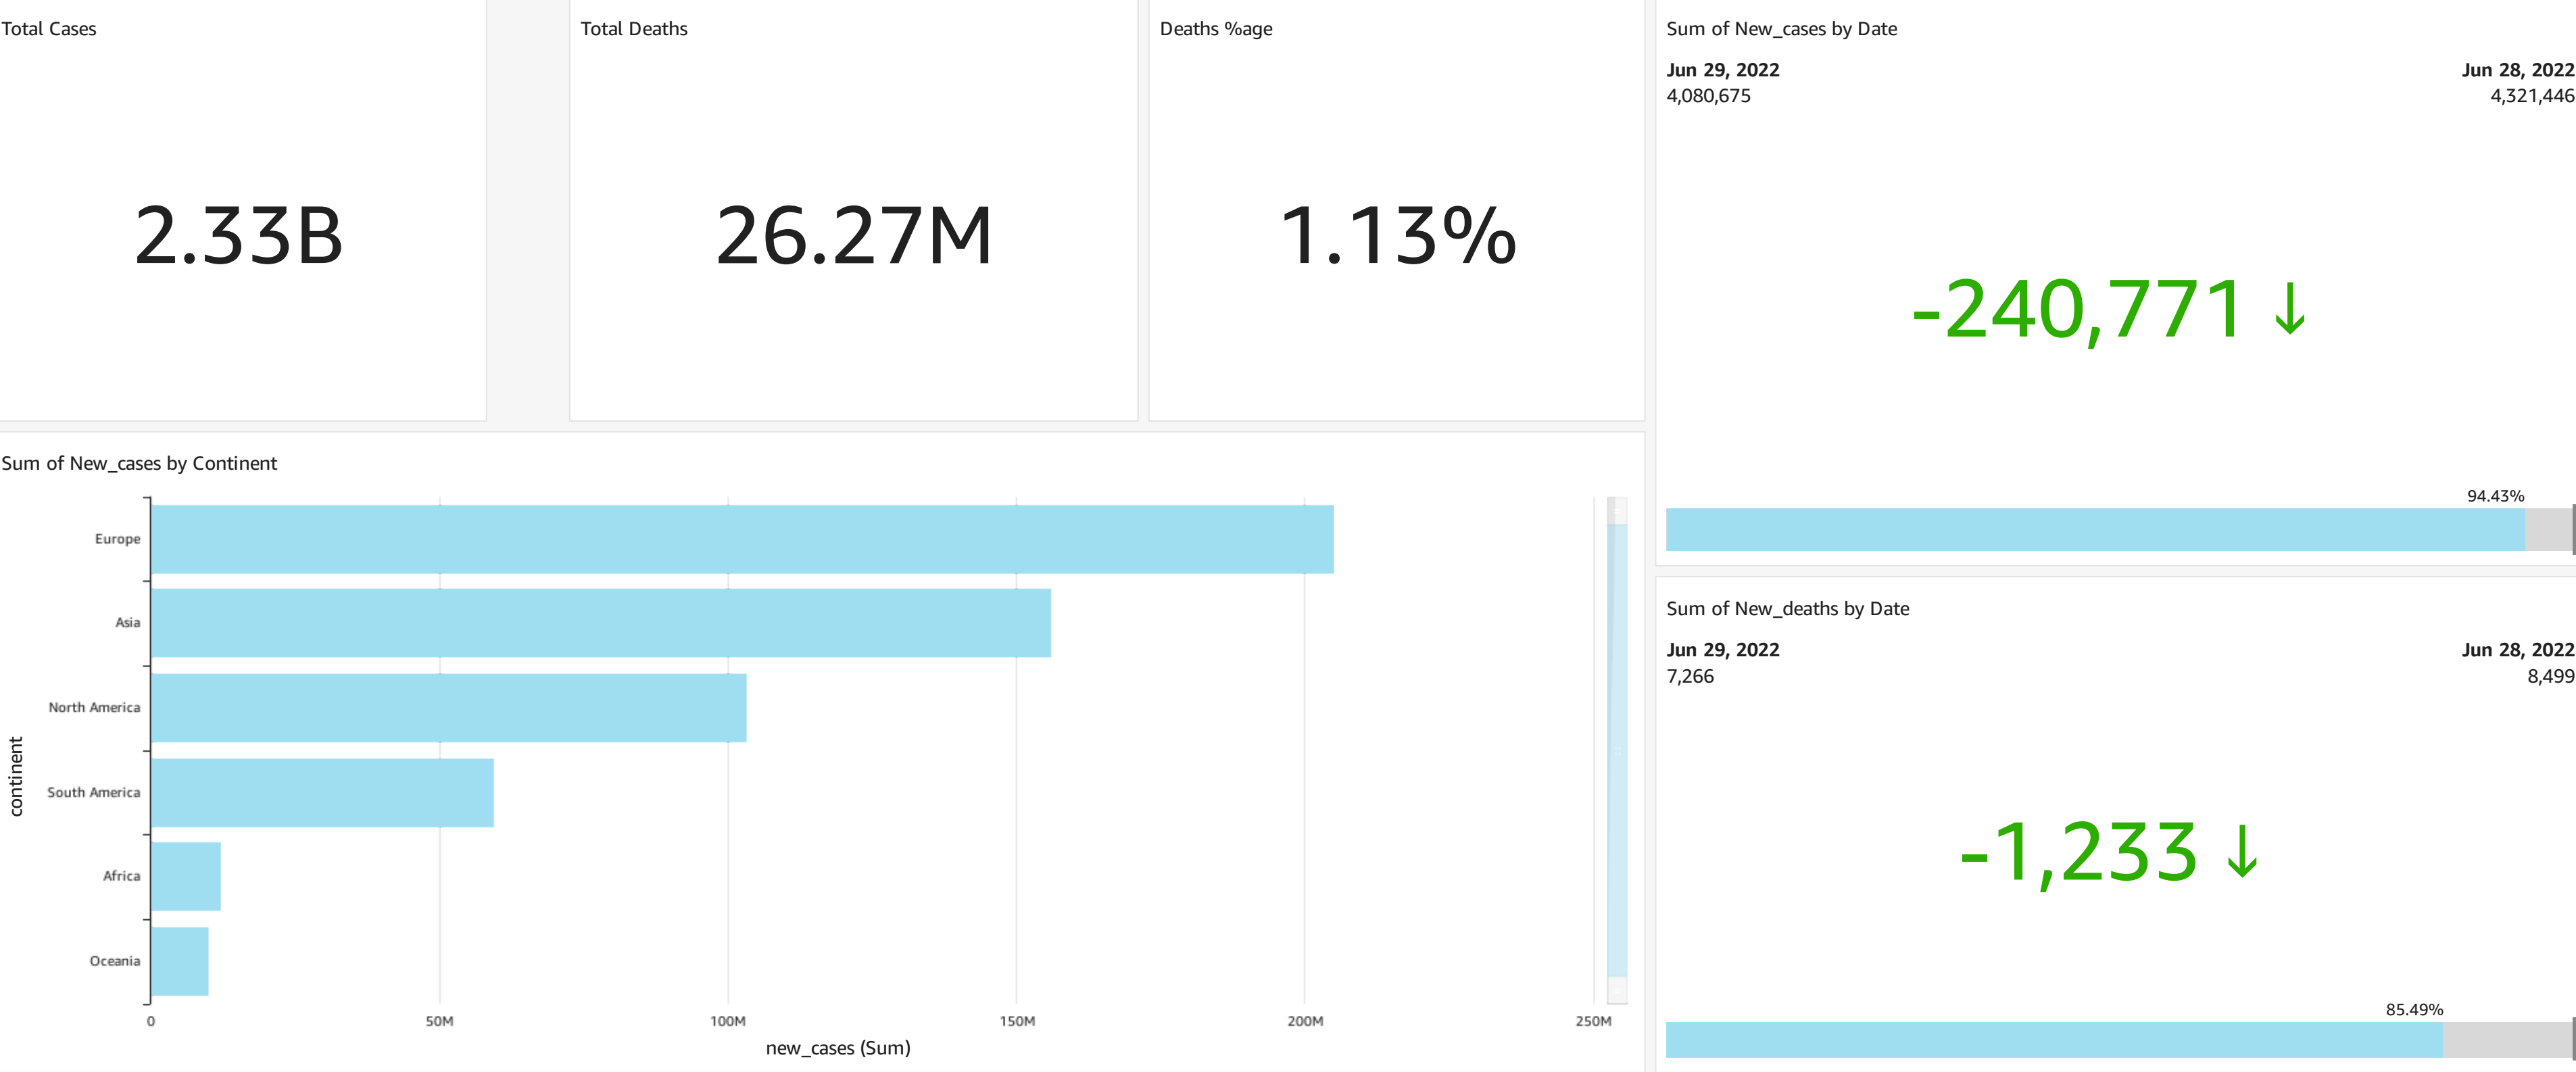 Total Cases
2.33B
Total Deaths
26.27M
Deaths %age
1.13%
Sum of New_cases by Date
Jun 29, 2022 Jun 28, 2022
4,080,675 4,321,446
-240,771 ↓
94.43%
Sum of New_cases by Continent
continent
Europe
Asia
North America
South America
Africa
Oceania
0 50M 100M 150M 200M 250M
new_cases (Sum)
Sum of New_deaths by Date
Jun 29, 2022 Jun 28, 2022
7,266 8,499
-1,233 ↓
85.49%